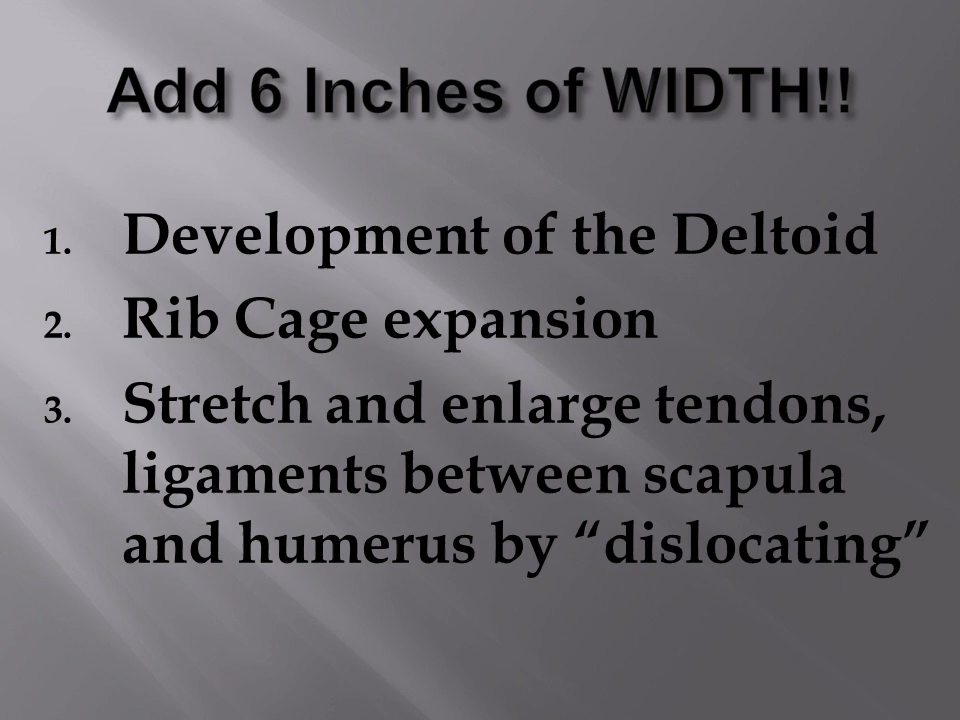 Add 6 Inches of WIDTH!!
1. Development of the Deltoid
2. Rib Cage expansion
3. Stretch and enlarge tendons,
ligaments between scapula
and humerus by “dislocating”